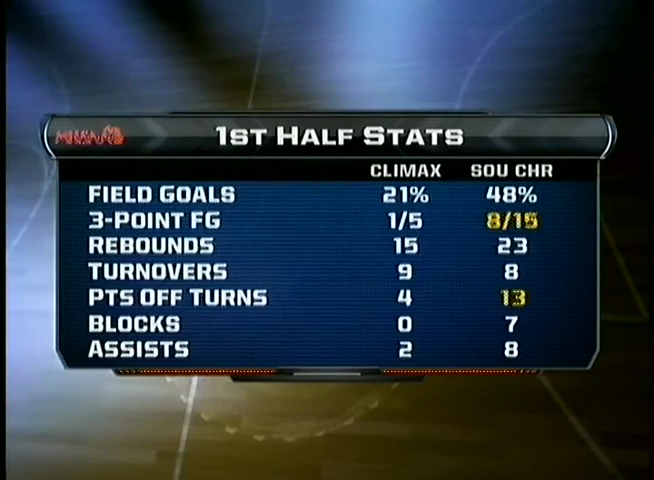 1ST HALF STATS
CLIMAX SOU CHR
FIELD GOALS 21% 48%
3-POINT FG 1/5 8/15
REBOUNDS 15 23
TURNOVERS 9 8
PTS OFF TURNS 4 13
BLOCKS 0 7
ASSISTS 2 8